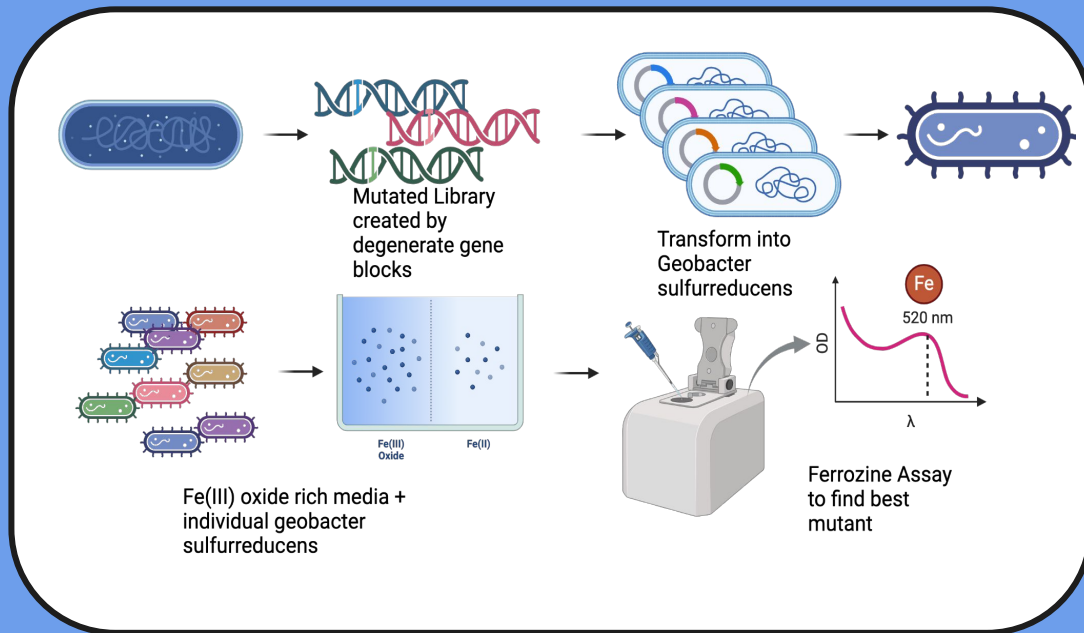 Mutated Library
created by
degenerate gene
blocks
Transform into
Geobacter
sulfurreducens
Fe
520 nm
OD
λ
Fe(III)
Oxide
Fe(II)
Fe(III) oxide rich media +
individual geobacter
sulfurreducens
Ferrozine Assay
to find best
mutant